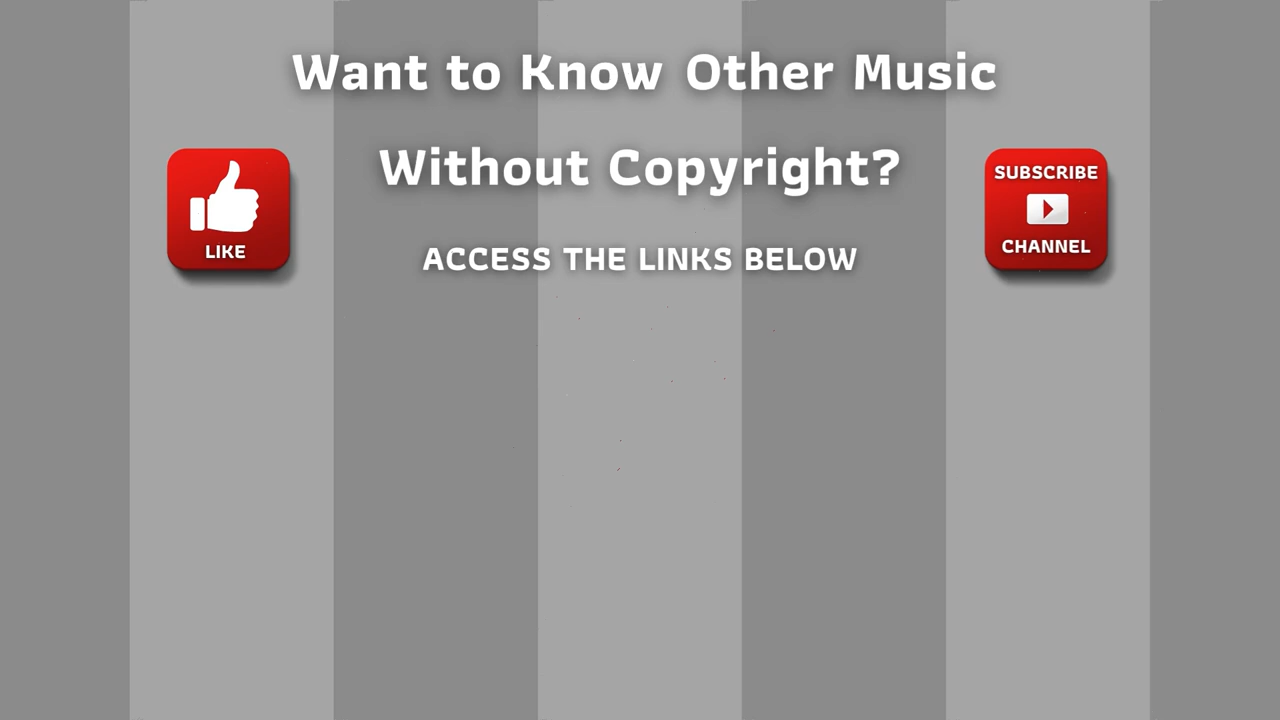 Want to Know Other Music
Without Copyright?
LIKE
SUBSCRIBE
CHANNEL
ACCESS THE LINKS BELOW